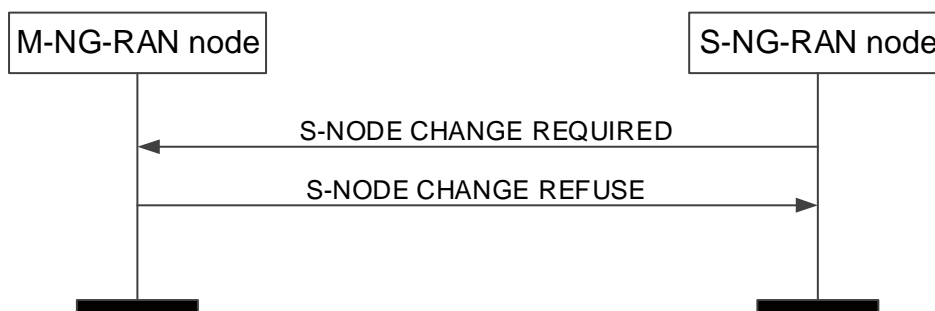 M-NG-RAN node
S-NG-RAN node
S-NODE CHANGE REQUIRED
S-NODE CHANGE REFUSE